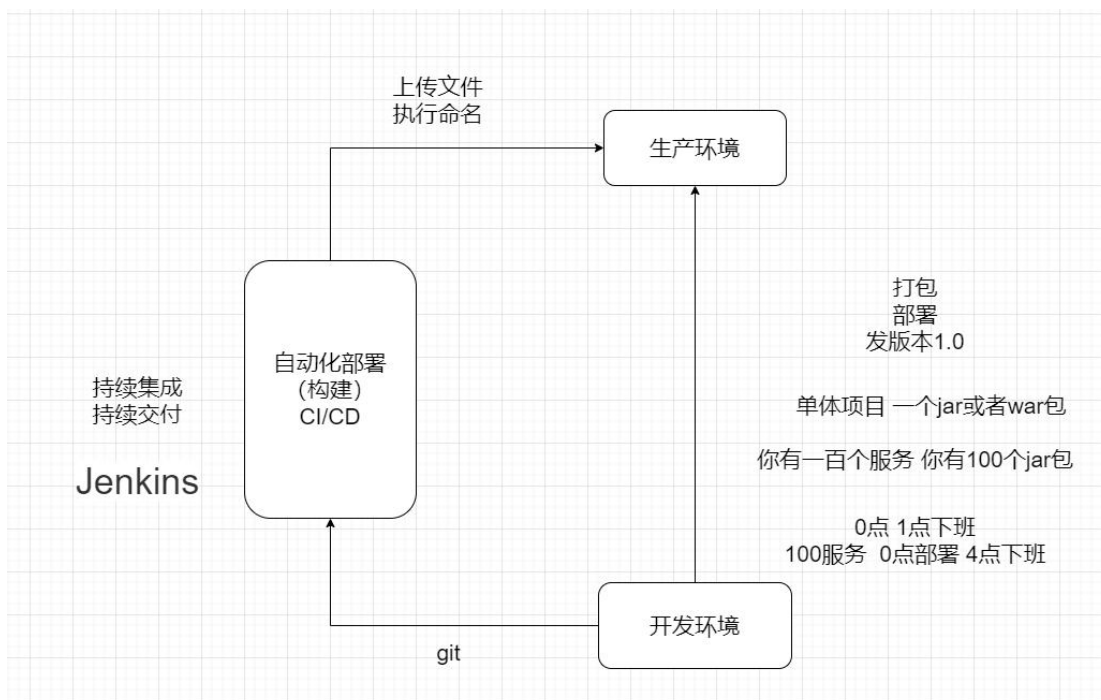 上传文件
执行命名
生产环境
打包
部署
发版本1.0
自动化部署
（构建）
CI/CD
持续集成
持续交付
单体项目 一个jar或者war包
你有一百个服务 你有100个jar包
Jenkins
0点 1点下班
100服务 0点部署 4点下班
开发环境
git